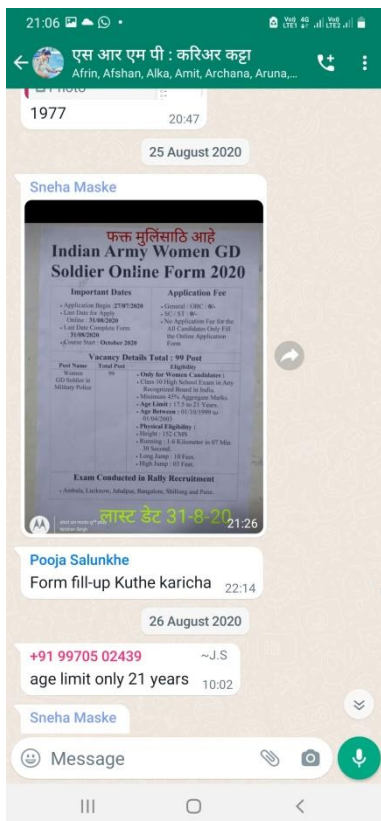 21:06
एस आर एम पी : करिअर कट्टा
Afrin, Afshan, Alka, Amit, Archana, Aruna,...
1977
20:47
25 August 2020
Sneha Maske
फक्त मुलिंसाठि आहे
Indian Army Women GD
Soldier Online Form 2020
Important Dates
• Application Begin :27/07/2020
• Last Date for Apply
Online : 31/08/2020
• Last Date Complete Form
31/08/2020
• Course Start : October 2020
Application Fee
• General / OBC : 0/-
• SC / ST : 0/-
• No Application Fee for the
All Candidates Only Fill
the Online Application
Form
Vacancy Details Total : 99 Post
Post Name Total Post Eligibility
Women
GD Soldier in
Military Police
99
• Only for Women Candidates :
• Class 10 High School Exam in Any
Recognized Board in India.
• Minimum 45% Aggregate Marks.
• Age Limit : 17.5 to 21 Years.
• Age Between : 01/10/1999 to
01/04/2003
• Physical Eligibility :
• Height : 152 CMS
• Running : 1.6 Kilometer in 07 Min
30 Second.
• Long Jump : 10 Feet.
• High Jump : 03 Feet.
Exam Conducted in Rally Recruitment
• Ambala, Lucknow, Jabalpur, Bangalore, Shillong and Pune.
लास्ट डेट 31-8-20
21:26
Pooja Salunkhe
Form fill-up Kuthe karicha
22:14
26 August 2020
+91 99705 02439 ~J.S
age limit only 21 years
10:02
Sneha Maske
Message